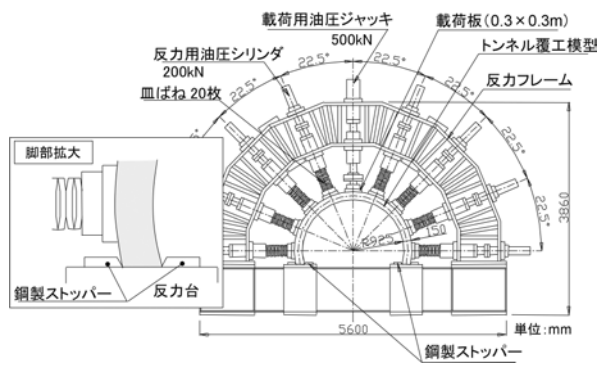 載荷用油圧ジャッキ
500kN
載荷板(0.3×0.3m)
トンネル覆工模型
反力用油圧シリンダ
200kN
反力フレーム
皿ばね 20枚
22.5°
22.5°
22.5°
22.5°
22.5°
22.5°
脚部拡大
3860
R925
150
鋼製ストッパー
反力台
5600
単位:mm
鋼製ストッパー